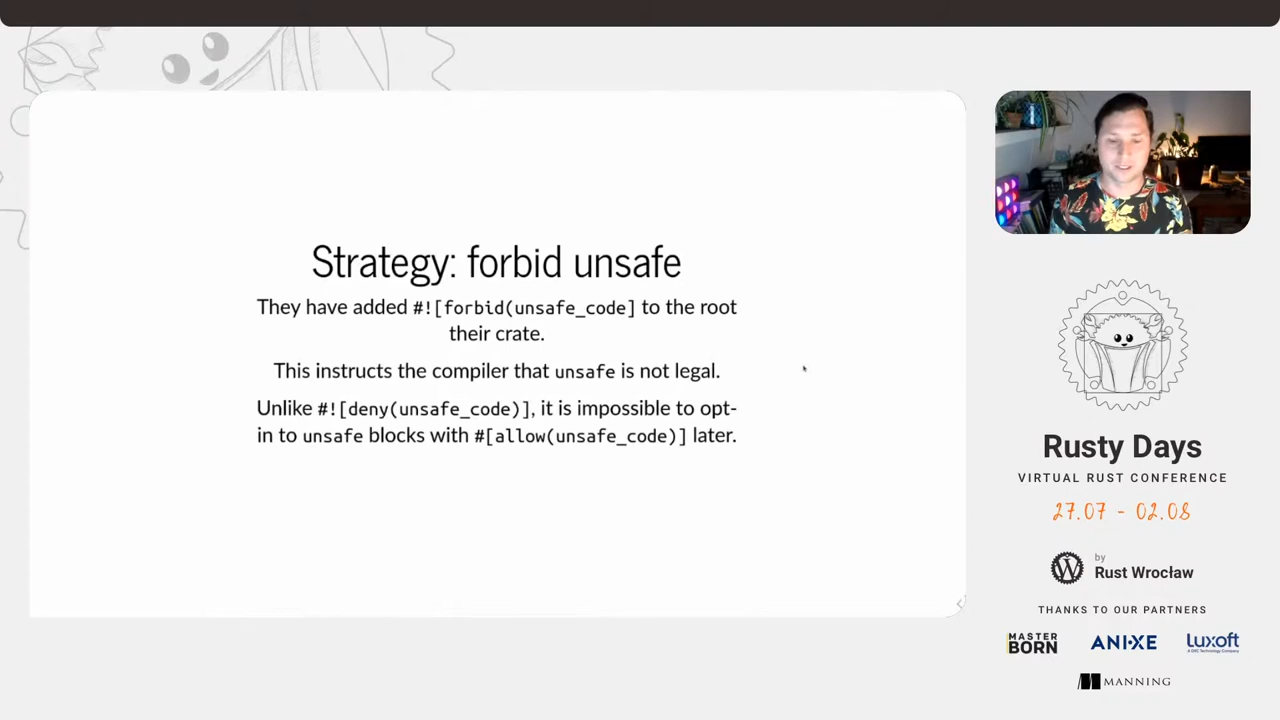 Strategy: forbid unsafe
They have added #![forbid(unsafe_code] to the root
their crate.
This instructs the compiler that unsafe is not legal.
Unlike #![deny(unsafe_code)], it is impossible to opt-
in to unsafe blocks with #[allow(unsafe_code)] later.
Rusty Days
VIRTUAL RUST CONFERENCE
27.07 - 02.08
by
Rust Wrocław
THANKS TO OUR PARTNERS
MASTER
BORN
ANIXE
Luxoft
A DXC Technology Company
MANNING